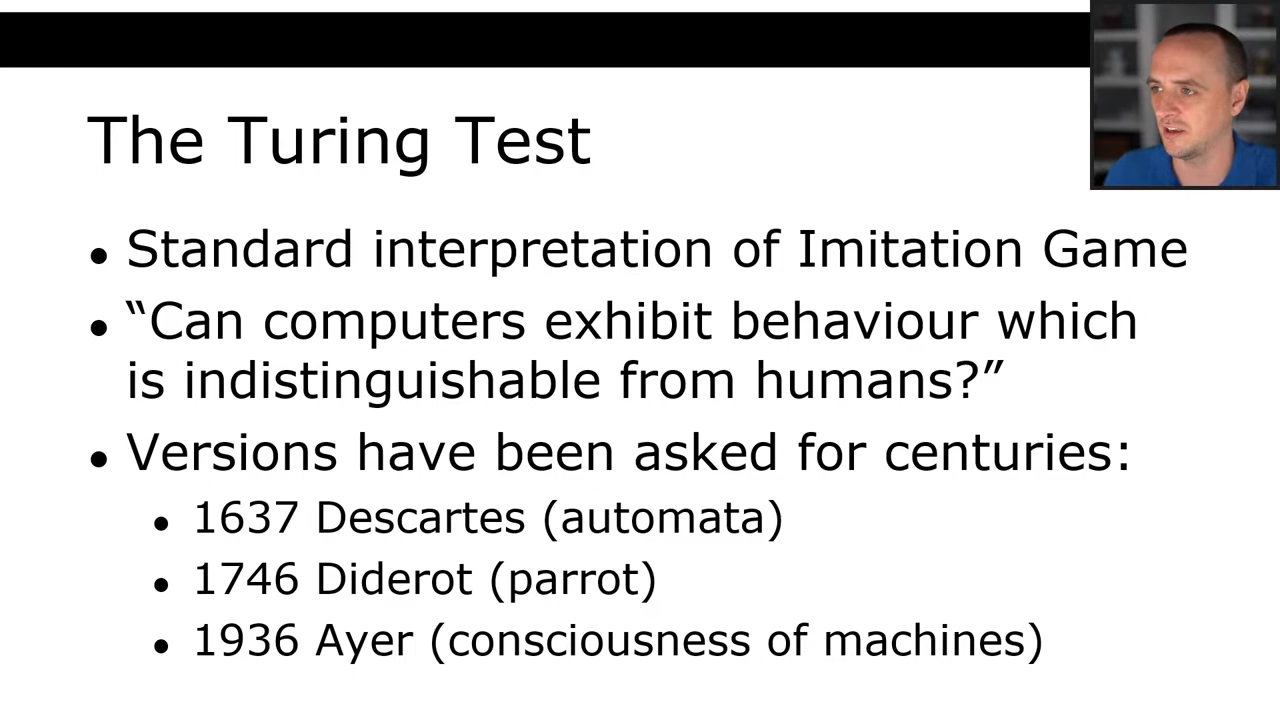 The Turing Test
• Standard interpretation of Imitation Game
• “Can computers exhibit behaviour which
is indistinguishable from humans?”
• Versions have been asked for centuries:
• 1637 Descartes (automata)
• 1746 Diderot (parrot)
• 1936 Ayer (consciousness of machines)